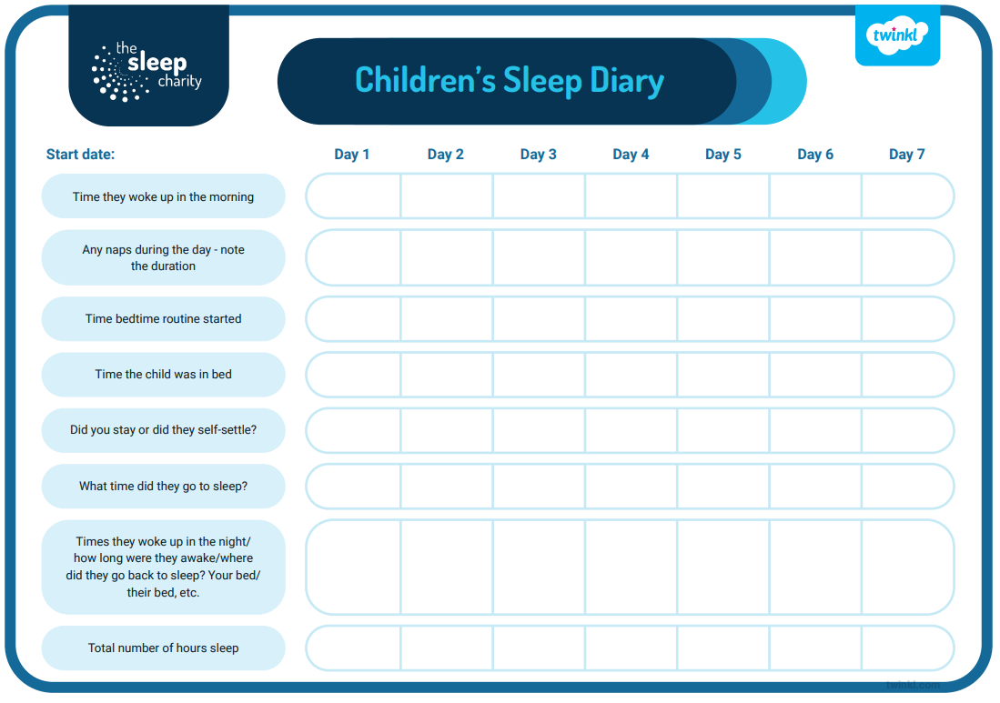 the
sleep
charity
twinkl
Children's Sleep Diary
Start date:
Day 1 Day 2 Day 3 Day 4 Day 5 Day 6 Day 7
Time they woke up in the morning
Any naps during the day - note
the duration
Time bedtime routine started
Time the child was in bed
Did you stay or did they self-settle?
What time did they go to sleep?
Times they woke up in the night/
how long were they awake/where
did they go back to sleep? Your bed/
their bed, etc.
Total number of hours sleep
twinkl.com